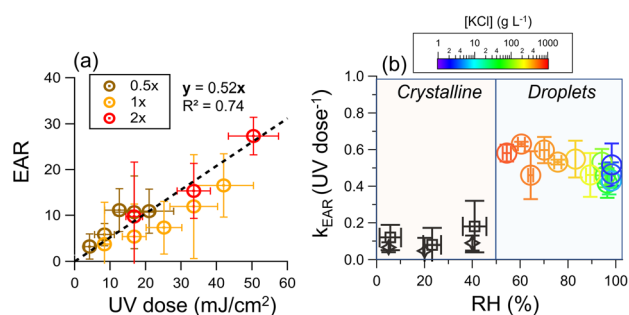 [KCl] (g L⁻¹)
1 2 4 10 2 4 100 2 4 1000
(a)
(b)
0.5x
1x
2x
y = 0.52x
R² = 0.74
40
30
20
10
0
EAR
0 10 20 30 40 50 60
UV dose (mJ/cm²)
Crystalline
Droplets
1.0
0.8
0.6
0.4
0.2
0.0
k_EAR (UV dose⁻¹)
0 20 40 60 80 100
RH (%)